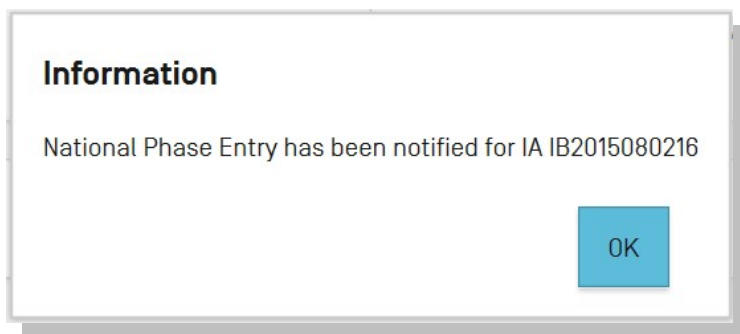 Information
National Phase Entry has been notified for IA IB2015080216
OK